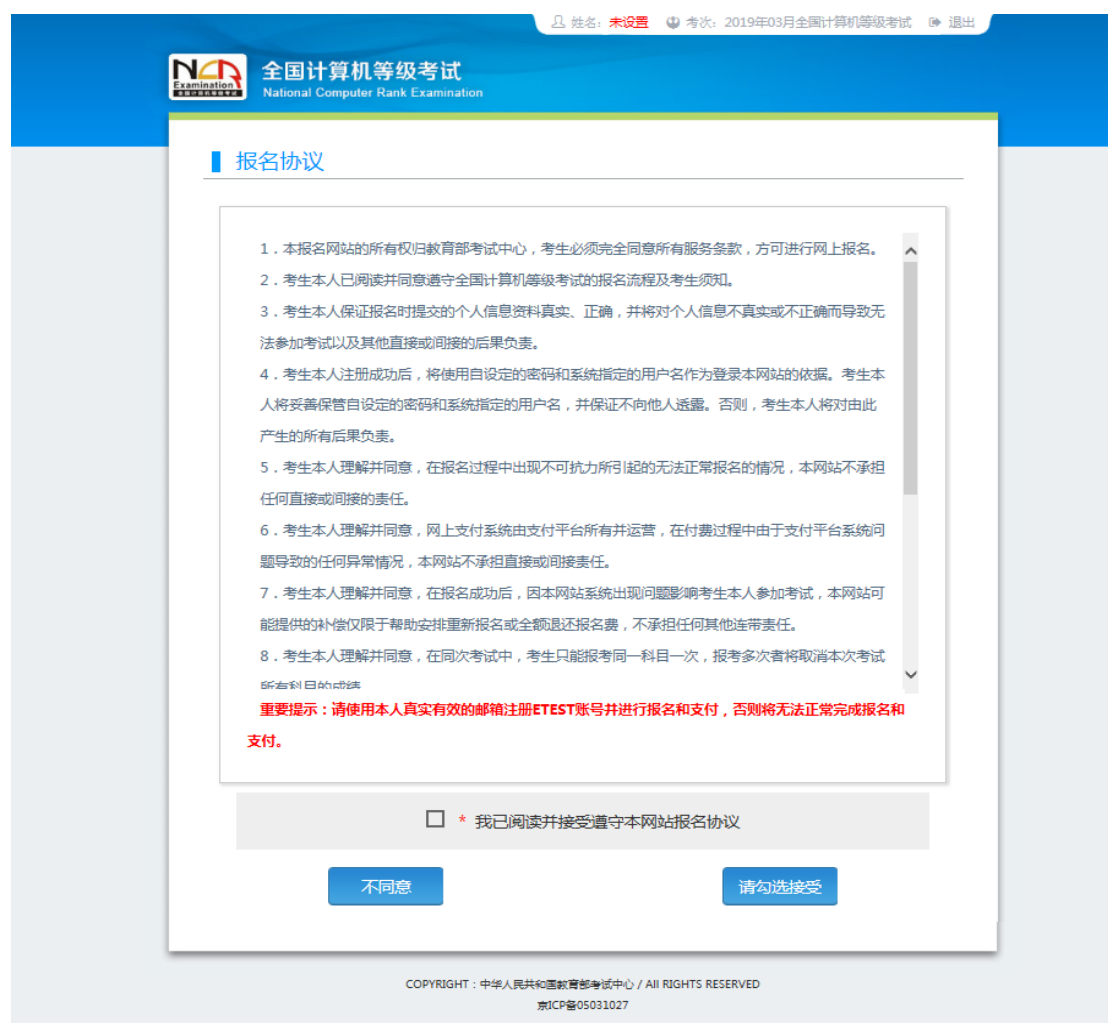 姓名：未设置 考次：2019年03月全国计算机等级考试 退出
NCR
Examination
全国计算机等级考试
National Computer Rank Examination
报名协议
1．本报名网站的所有权归教育部考试中心，考生必须完全同意所有服务条款，方可进行网上报名。
2．考生本人已阅读并同意遵守全国计算机等级考试的报名流程及考生须知。
3．考生本人保证报名时提交的个人信息资料真实、正确，并将对个人信息不真实或不正确而导致无
法参加考试以及其他直接或间接的后果负责。
4．考生本人注册成功后，将使用自设定的密码和系统指定的用户名作为登录本网站的依据。考生本
人将妥善保管自设定的密码和系统指定的用户名，并保证不向他人透露。否则，考生本人将对由此
产生的所有后果负责。
5．考生本人理解并同意，在报名过程中出现不可抗力所引起的无法正常报名的情况，本网站不承担
任何直接或间接的责任。
6．考生本人理解并同意，网上支付系统由支付平台所有并运营，在付费过程中由于支付平台系统问
题导致的任何异常情况，本网站不承担直接或间接责任。
7．考生本人理解并同意，在报名成功后，因本网站系统出现问题影响考生本人参加考试，本网站可
能提供的补偿仅限于帮助安排重新报名或全额退还报名费，不承担任何其他连带责任。
8．考生本人理解并同意，在同次考试中，考生只能报考同一科目一次，报考多次者将取消本次考试
所有科目的成绩
重要提示：请使用本人真实有效的邮箱注册ETEST账号并进行报名和支付，否则将无法正常完成报名和
支付。
* 我已阅读并接受遵守本网站报名协议
不同意 请勾选接受
COPYRIGHT：中华人民共和国教育部考试中心 / All RIGHTS RESERVED
京ICP备05031027